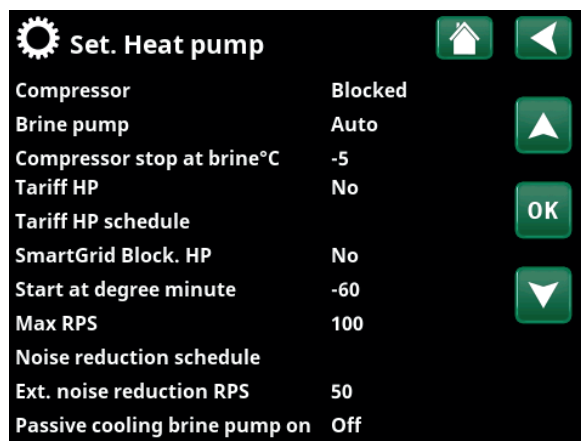 Set. Heat pump
Compressor Blocked
Brine pump Auto
Compressor stop at brine°C -5
Tariff HP No
Tariff HP schedule
OK
SmartGrid Block. HP No
Start at degree minute -60
Max RPS 100
Noise reduction schedule
Ext. noise reduction RPS 50
Passive cooling brine pump on Off